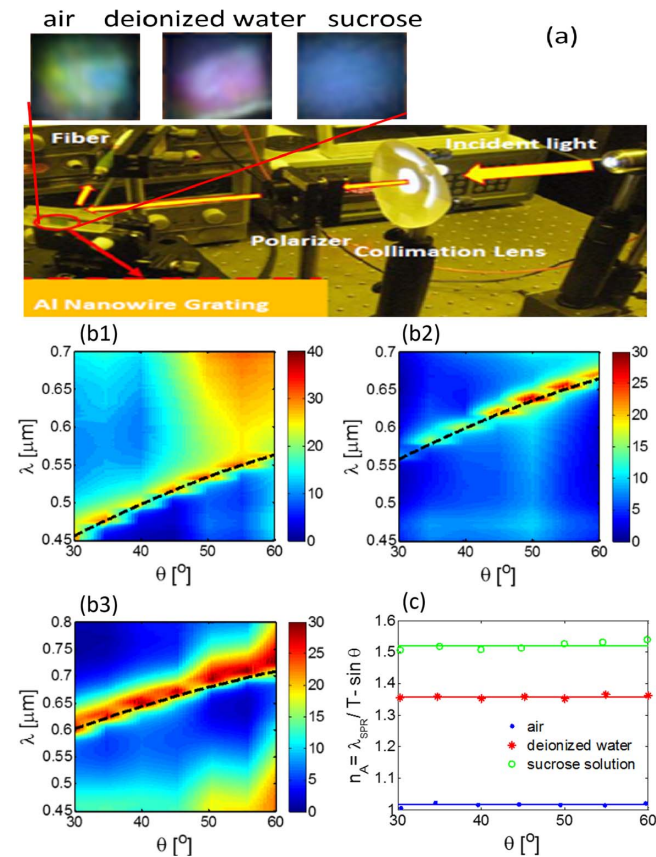 air deionized water sucrose
(a)
Fiber
Incident light
Polarizer
Collimation Lens
Al Nanowire Grating
(b1)
0.7
0.65
0.6
0.55
0.5
0.45
λ [µm]
30 40 50 60
θ [°]
40
30
20
10
0
(b2)
0.7
0.65
0.6
0.55
0.5
0.45
λ [µm]
30 40 50 60
θ [°]
30
25
20
15
10
5
0
(b3)
0.8
0.75
0.7
0.65
0.6
0.55
0.5
0.45
λ [µm]
30 40 50 60
θ [°]
30
25
20
15
10
5
0
(c)
1.6
1.5
1.4
1.3
1.2
1.1
1
n_A = λ_SPR / T - sin θ
air
deionized water
sucrose solution
30 40 50 60
θ [°]